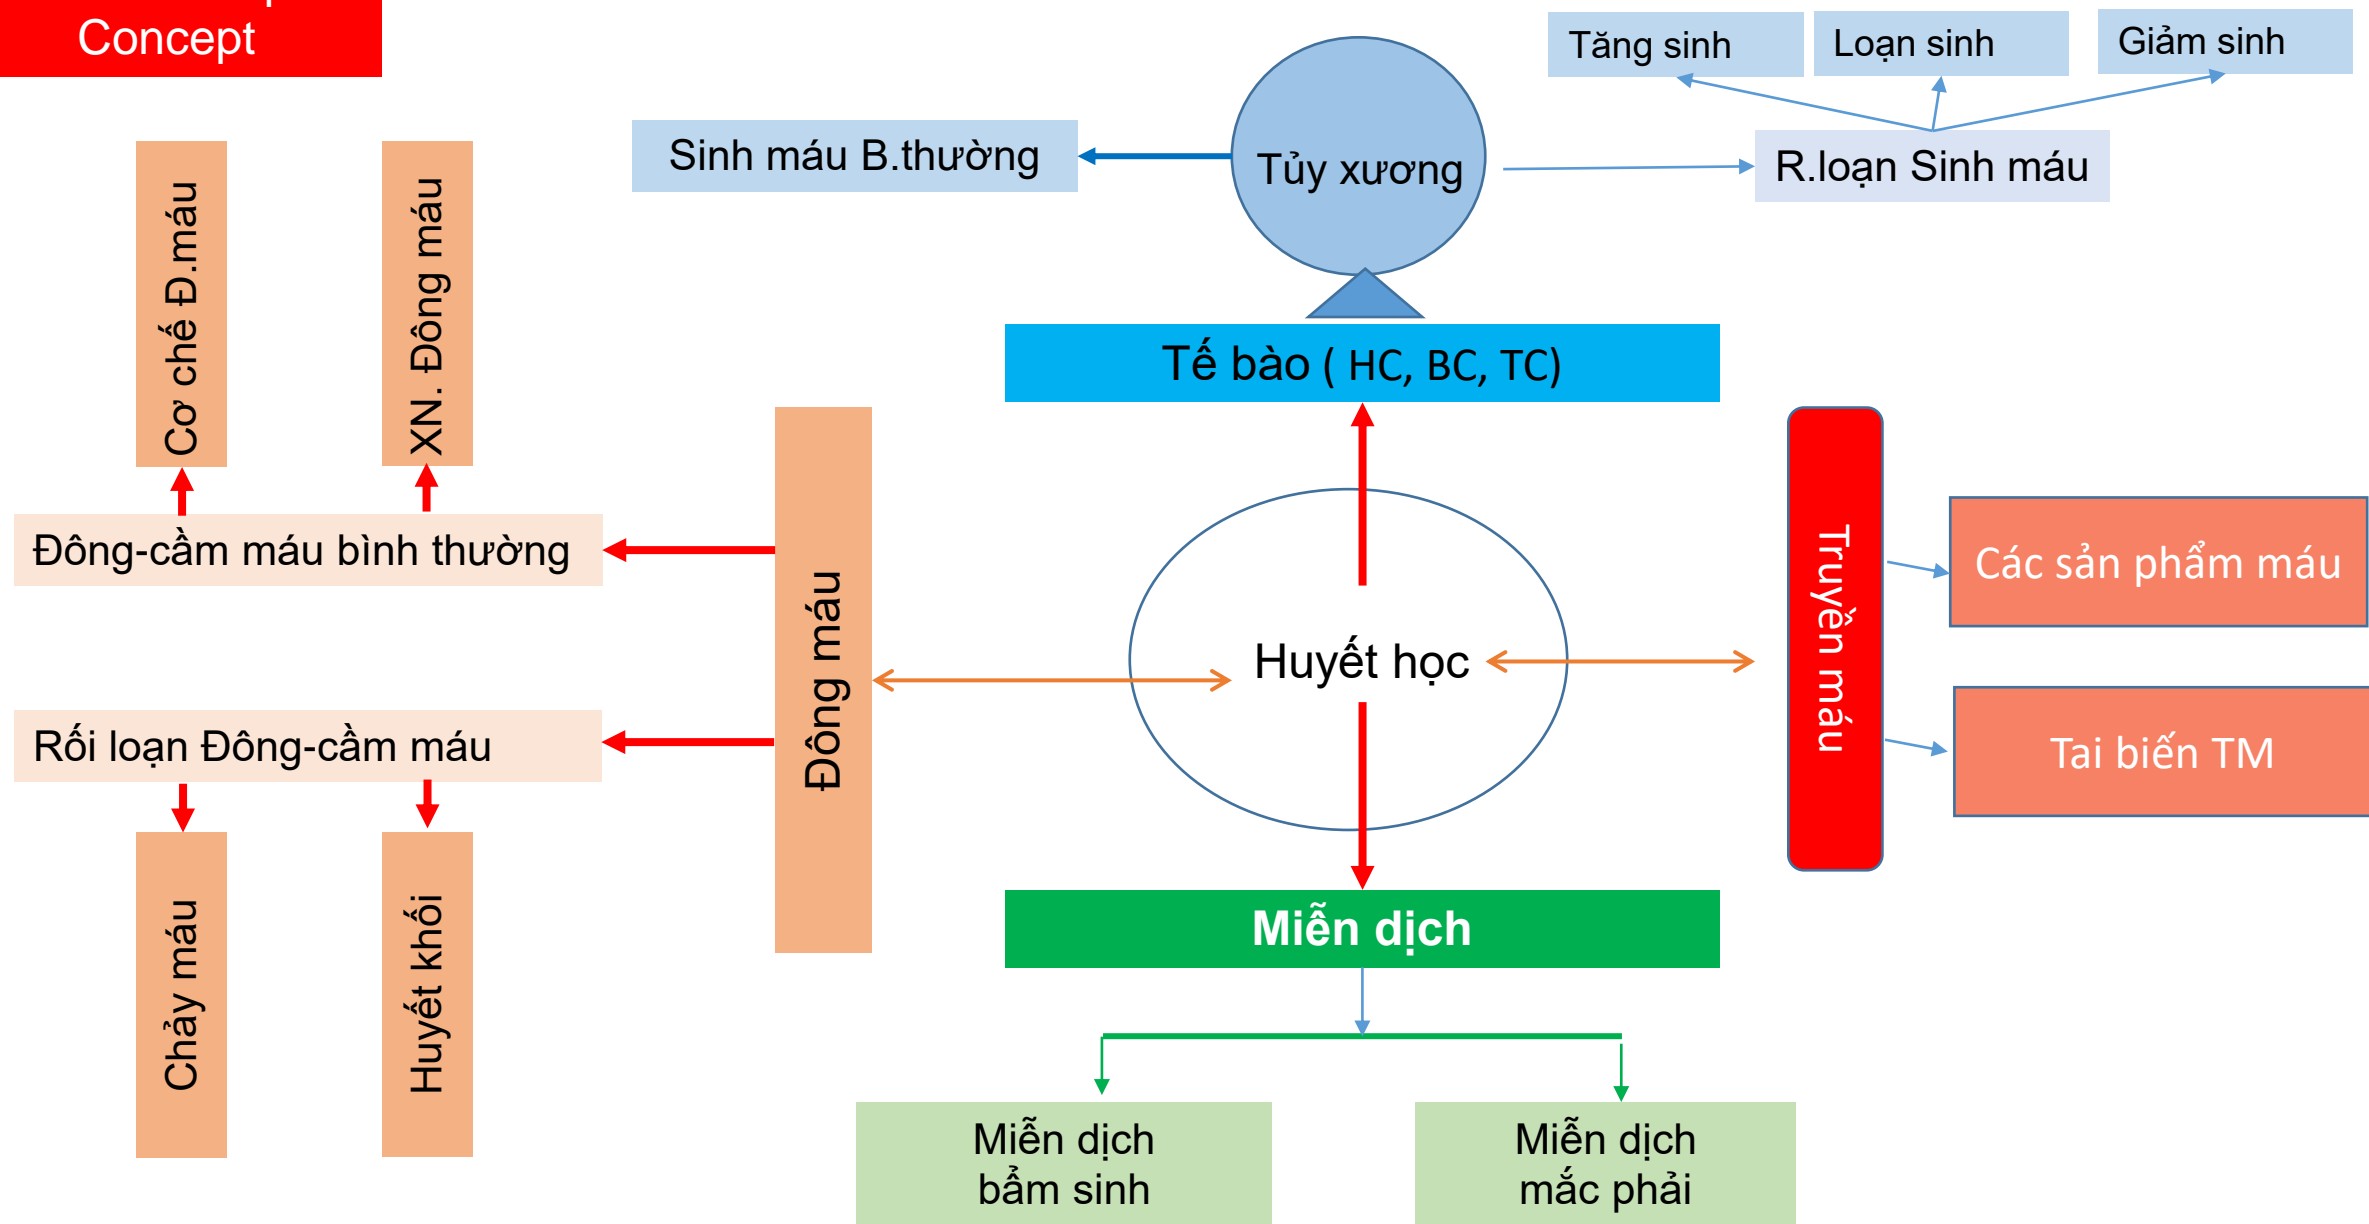 Concept
Tăng sinh
Loạn sinh
Giảm sinh
Sinh máu B.thường
Tủy xương
R.loạn Sinh máu
Cơ chế Đ.máu
XN. Đông máu
Tế bào ( HC, BC, TC)
Đông-cầm máu bình thường
Đông máu
Huyết học
Truyền máu
Các sản phẩm máu
Rối loạn Đông-cầm máu
Tai biến TM
Chảy máu
Huyết khối
Miễn dịch
Miễn dịch
bẩm sinh
Miễn dịch
mắc phải